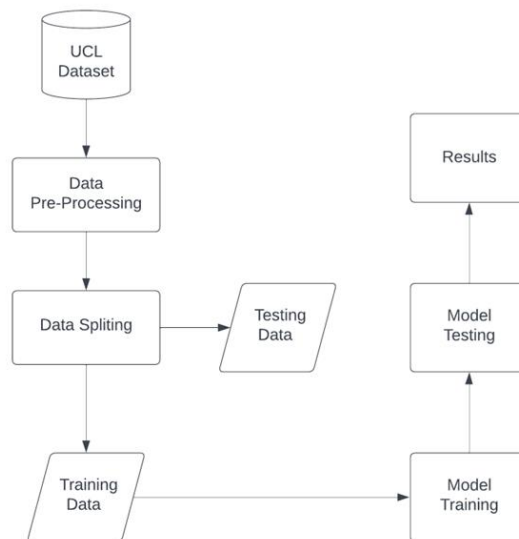 UCL
Dataset
Data
Pre-Processing
Data Spliting
Testing
Data
Training
Data
Model
Training
Model
Testing
Results